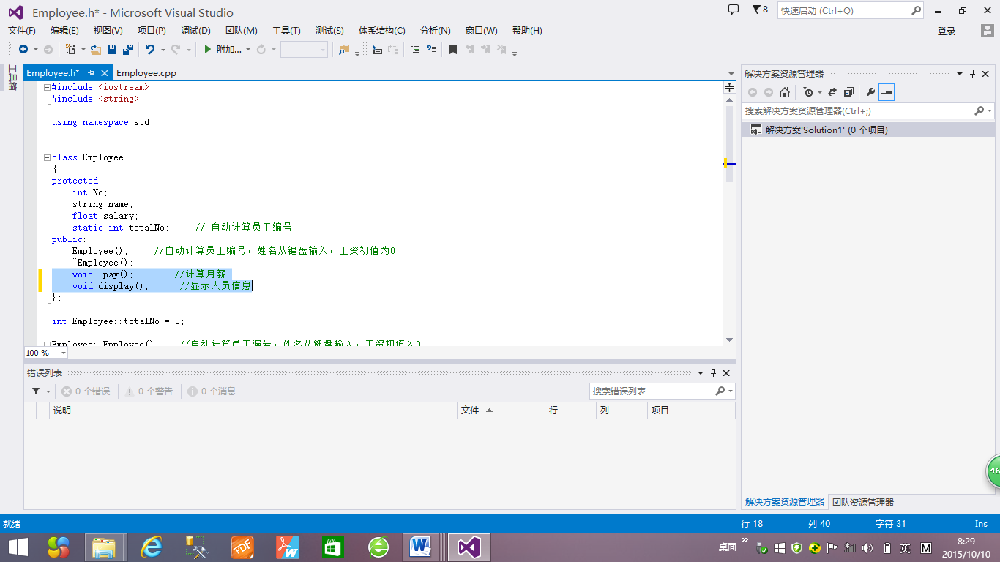 Employee.h* - Microsoft Visual Studio
8
快速启动 (Ctrl+Q)
文件(F) 编辑(E) 视图(V) 项目(P) 调试(D) 团队(M) 工具(T) 测试(S) 体系结构(C) 分析(N) 窗口(W) 帮助(H)
登录
附加...
工具箱
Employee.h* Employee.cpp
#include <iostream>
#include <string>
using namespace std;
class Employee
{
protected:
int No;
string name;
float salary;
static int totalNo; // 自动计算员工编号
public:
Employee(); //自动计算员工编号，姓名从键盘输入，工资初值为0
~Employee();
void pay(); //计算月薪
void display(); //显示人员信息
};
int Employee::totalNo = 0;
Employee::Employee() //自动计算员工编号，姓名从键盘输入，工资初值为0
100 %
错误列表
0 个错误 0 个警告 0 个消息
搜索错误列表
说明 文件 行 列 项目
解决方案资源管理器
搜索解决方案资源管理器(Ctrl+;)
解决方案'Solution1' (0 个项目)
46
解决方案资源管理器 团队资源管理器
就绪 行 18 列 40 字符 31 Ins
PDF
W
W
桌面
英
M
8:29
2015/10/10